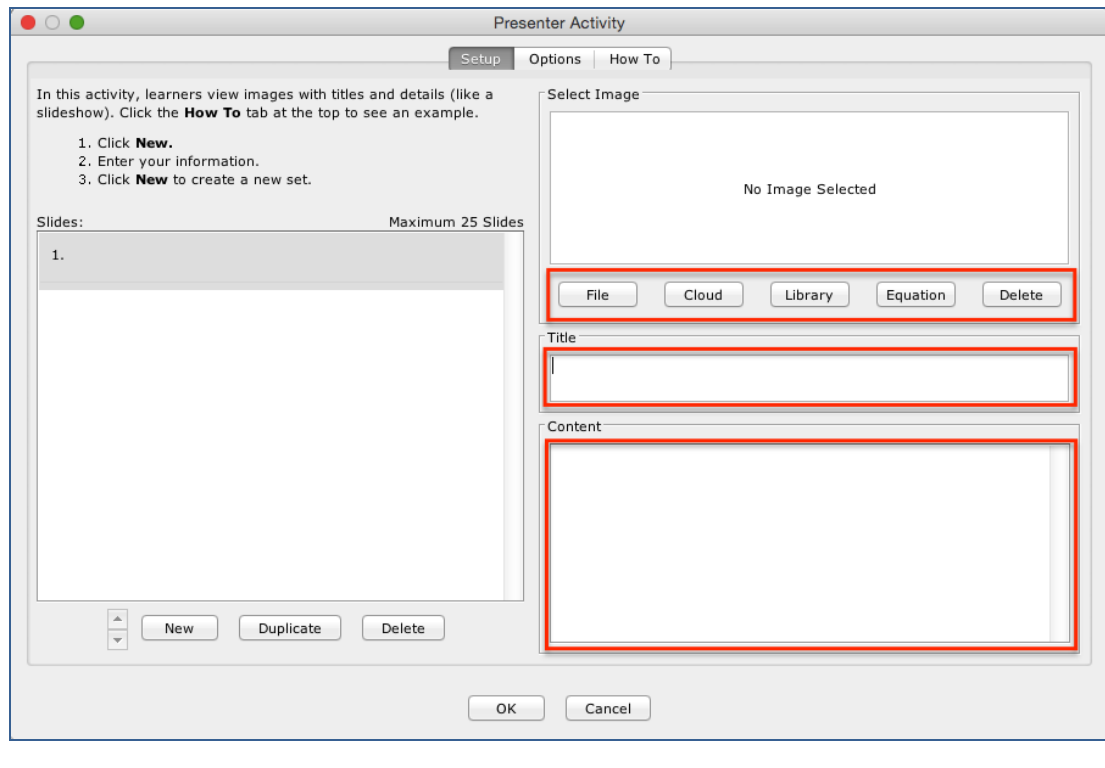 Presenter Activity
Setup Options How To
In this activity, learners view images with titles and details (like a
slideshow). Click the How To tab at the top to see an example.
1. Click New.
2. Enter your information.
3. Click New to create a new set.
Slides: Maximum 25 Slides
1.
New Duplicate Delete
Select Image
No Image Selected
File Cloud Library Equation Delete
Title
Content
OK Cancel